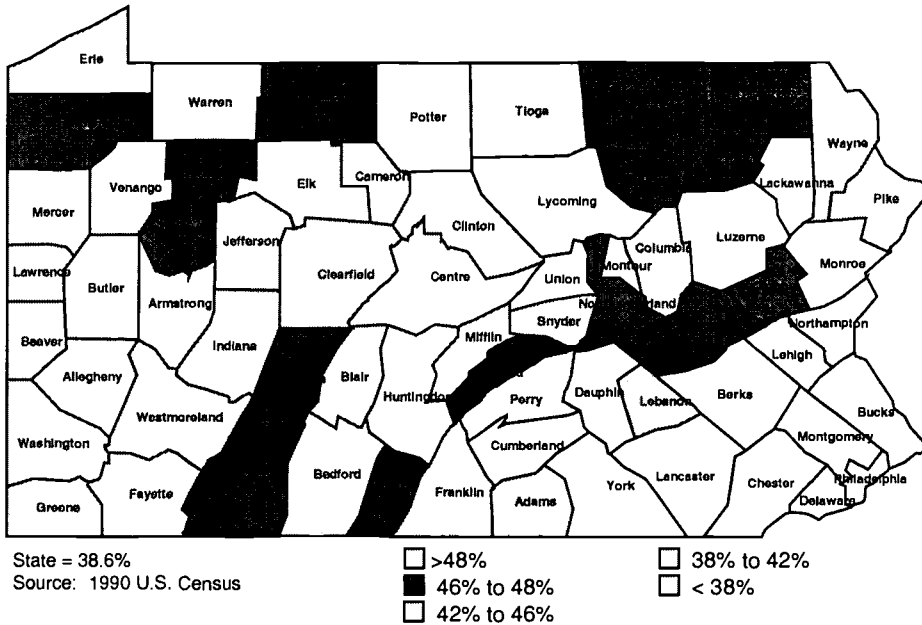 Erie
Warren
Potter
Tioga
Wayne
Venango
Elk
Cameron
Lackawanna
Pike
Mercer
Lycoming
Clinton
Jefferson
Columbia
Luzerne
Lawrence
Clearfield
Centre
Union
Montour
Monroe
Butler
Armstrong
Snyder
Northampton
Beaver
Indiana
Mifflin
Lehigh
Allegheny
Blair
Huntingdon
Perry
Dauphin
Lebanon
Berks
Bucks
Westmoreland
Washington
Cumberland
Montgomery
Bedford
Lancaster
Philadelphia
Greene
Fayette
Franklin
Adams
York
Chester
Delaware
State = 38.6%
>48%
38% to 42%
Source: 1990 U.S. Census
46% to 48%
< 38%
42% to 46%